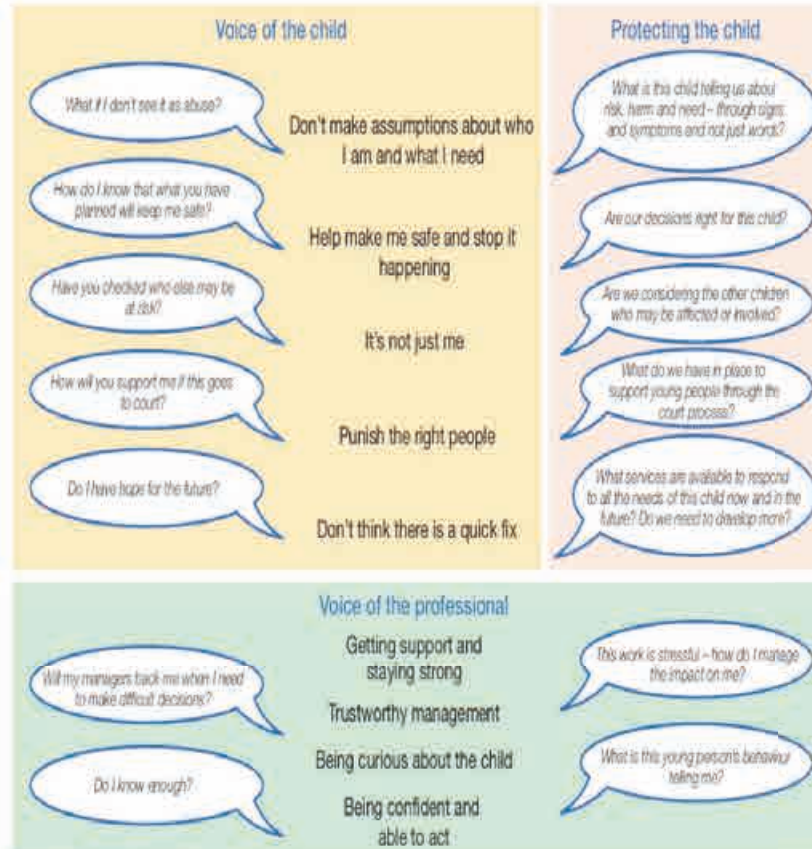 Voice of the child
What if I don't see it as abuse?
Don't make assumptions about who
I am and what I need
How do I know that what you have
planned will keep me safe?
Help make me safe and stop it
happening
Have you checked who else may be
at risk?
It's not just me
How will you support me if this goes
to court?
Punish the right people
Do I have hope for the future?
Don't think there is a quick fix
Protecting the child
What is this child telling us about
risk, harm and need – through signs
and symptoms and not just words?
Are our decisions right for this child?
Are we considering the other children
who may be affected or involved?
What do we have in place to
support young people through the
court process?
What services are available to respond
to all the needs of this child now and in the
future? Do we need to develop more?
Voice of the professional
Will my managers back me when I need
to make difficult decisions?
Do I know enough?
Getting support and
staying strong
Trustworthy management
Being curious about the child
Being confident and
able to act
This work is stressful – how do I manage
the impact on me?
What is this young person's behaviour
telling me?